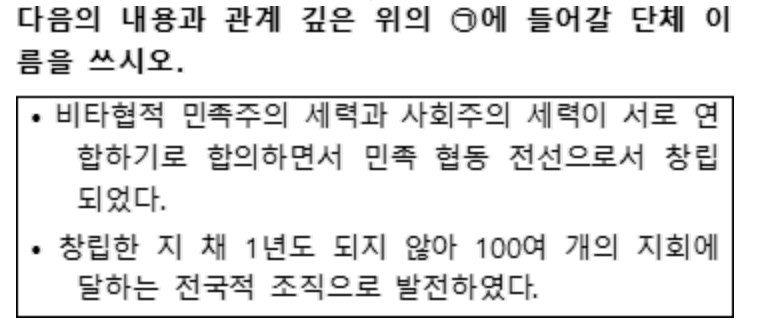 다음의 내용과 관계 깊은 위의 ㉠에 들어갈 단체 이
름을 쓰시오.
• 비타협적 민족주의 세력과 사회주의 세력이 서로 연
합하기로 합의하면서 민족 협동 전선으로서 창립
되었다.
• 창립한 지 채 1년도 되지 않아 100여 개의 지회에
달하는 전국적 조직으로 발전하였다.